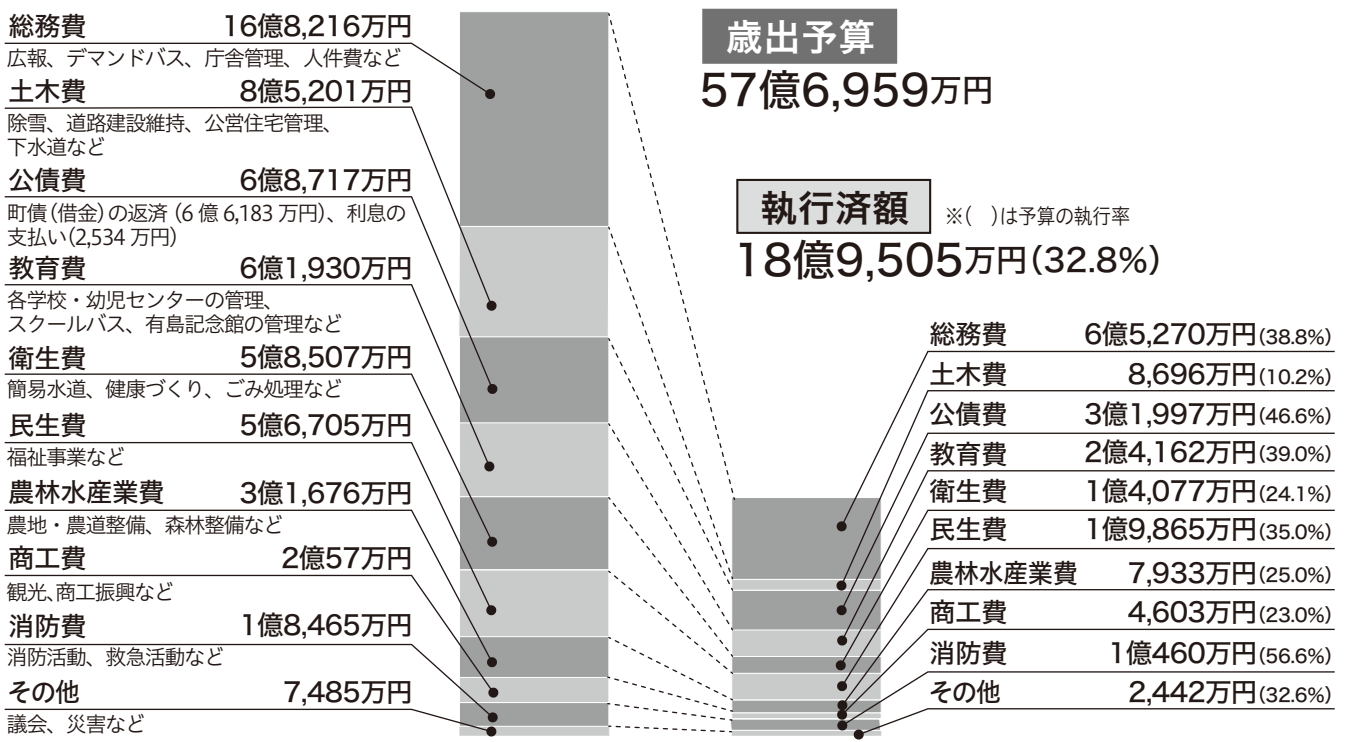 総務費 16億8,216万円
広報、デマンドバス、庁舎管理、人件費など
土木費 8億5,201万円
除雪、道路建設維持、公営住宅管理、
下水道など
公債費 6億8,717万円
町債(借金)の返済(6億6,183万円)、利息の
支払い(2,534万円)
教育費 6億1,930万円
各学校・幼児センターの管理、
スクールバス、有島記念館の管理など
衛生費 5億8,507万円
簡易水道、健康づくり、ごみ処理など
民生費 5億6,705万円
福祉事業など
農林水産業費 3億1,676万円
農地・農道整備、森林整備など
商工費 2億57万円
観光、商工振興など
消防費 1億8,465万円
消防活動、救急活動など
その他 7,485万円
議会、災害など
歳出予算
57億6,959万円
執行済額 ※( )は予算の執行率
18億9,505万円(32.8%)
総務費 6億5,270万円(38.8%)
土木費 8,696万円(10.2%)
公債費 3億1,997万円(46.6%)
教育費 2億4,162万円(39.0%)
衛生費 1億4,077万円(24.1%)
民生費 1億9,865万円(35.0%)
農林水産業費 7,933万円(25.0%)
商工費 4,603万円(23.0%)
消防費 1億460万円(56.6%)
その他 2,442万円(32.6%)